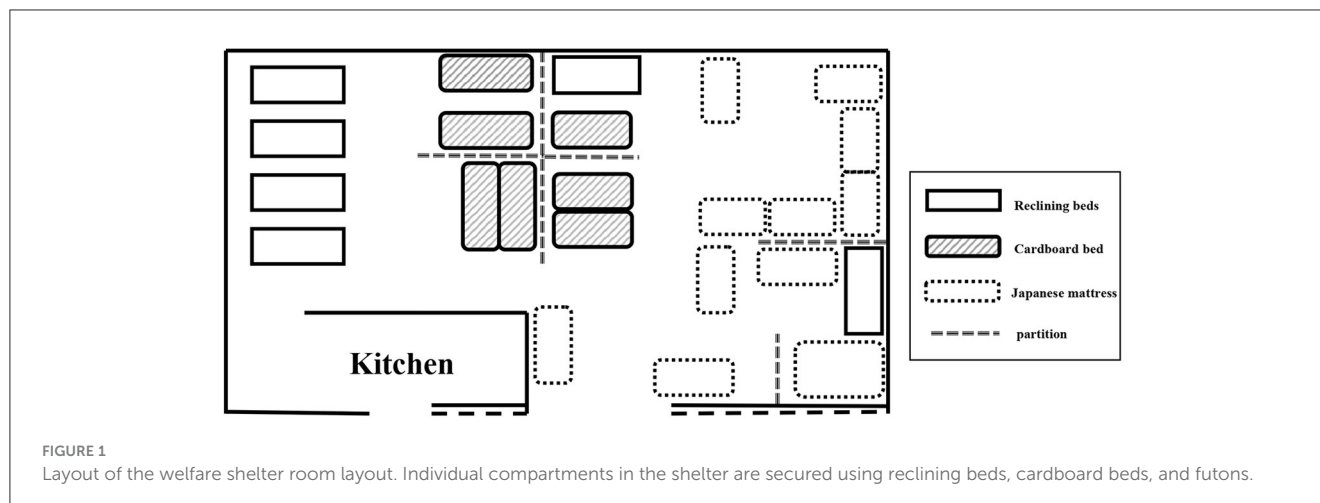 Kitchen
Reclining beds
Cardboard bed
Japanese mattress
partition
FIGURE 1
Layout of the welfare shelter room layout. Individual compartments in the shelter are secured using reclining beds, cardboard beds, and futons.